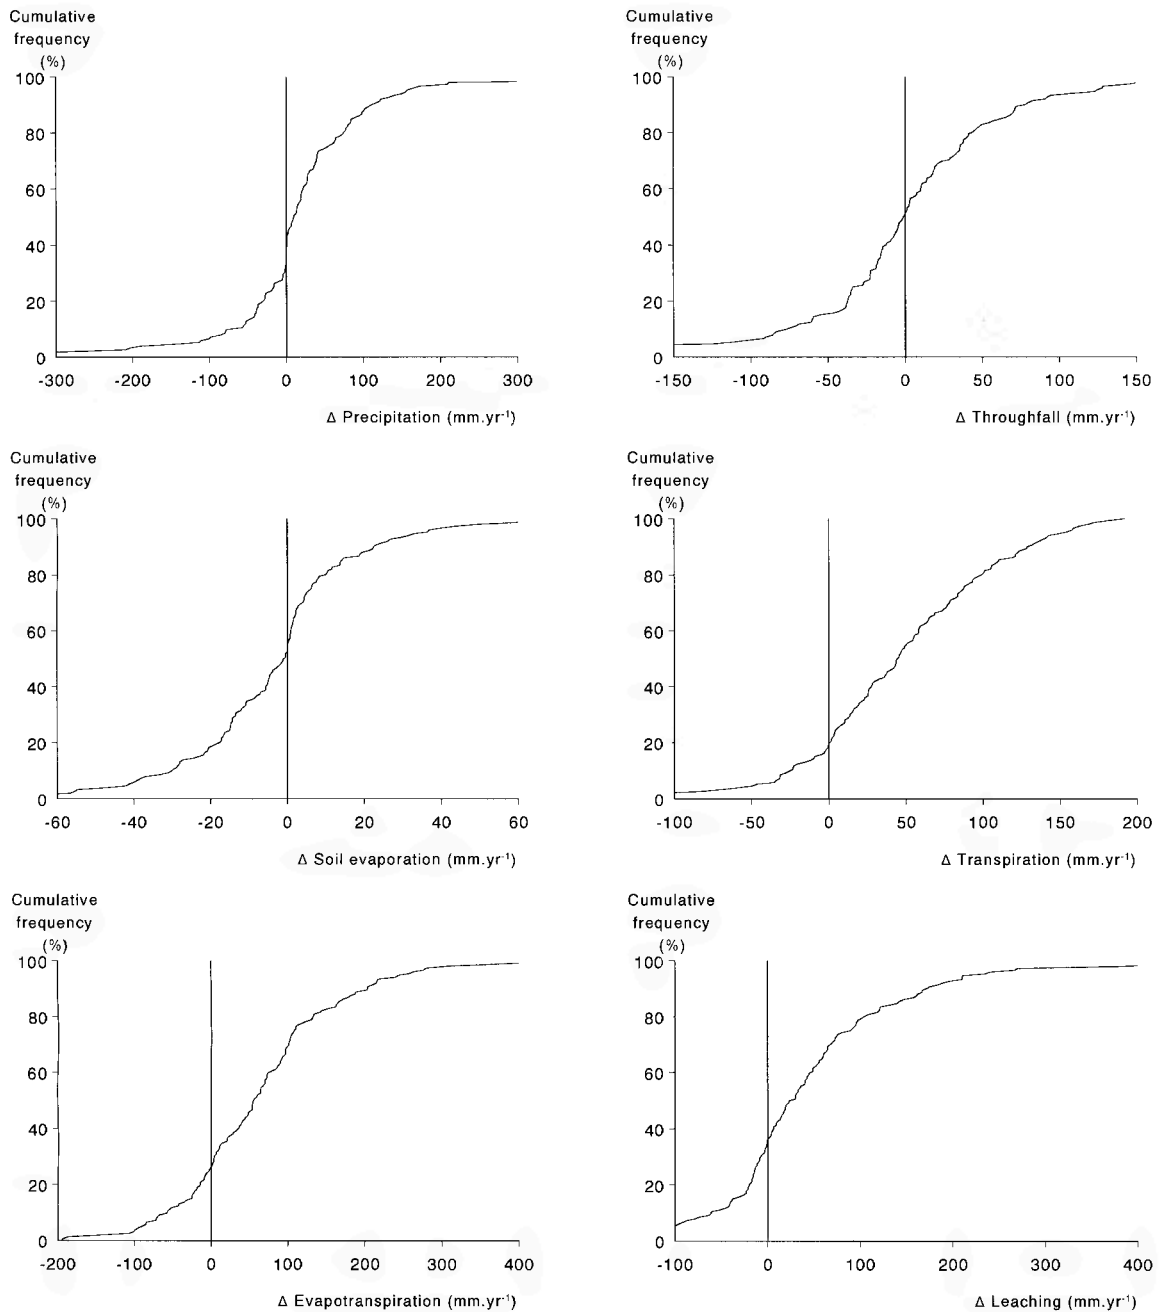 Cumulative
frequency
(%)
100
80
60
40
20
0
-300 -200 -100 0 100 200 300
Δ Precipitation (mm.yr⁻¹)
Cumulative
frequency
(%)
100
80
60
40
20
0
-150 -100 -50 0 50 100 150
Δ Throughfall (mm.yr⁻¹)
Cumulative
frequency
(%)
100
80
60
40
20
0
-60 -40 -20 0 20 40 60
Δ Soil evaporation (mm.yr⁻¹)
Cumulative
frequency
(%)
100
80
60
40
20
0
-100 -50 0 50 100 150 200
Δ Transpiration (mm.yr⁻¹)
Cumulative
frequency
(%)
100
80
60
40
20
0
-200 -100 0 100 200 300 400
Δ Evapotranspiration (mm.yr⁻¹)
Cumulative
frequency
(%)
100
80
60
40
20
0
-100 0 100 200 300 400
Δ Leaching (mm.yr⁻¹)